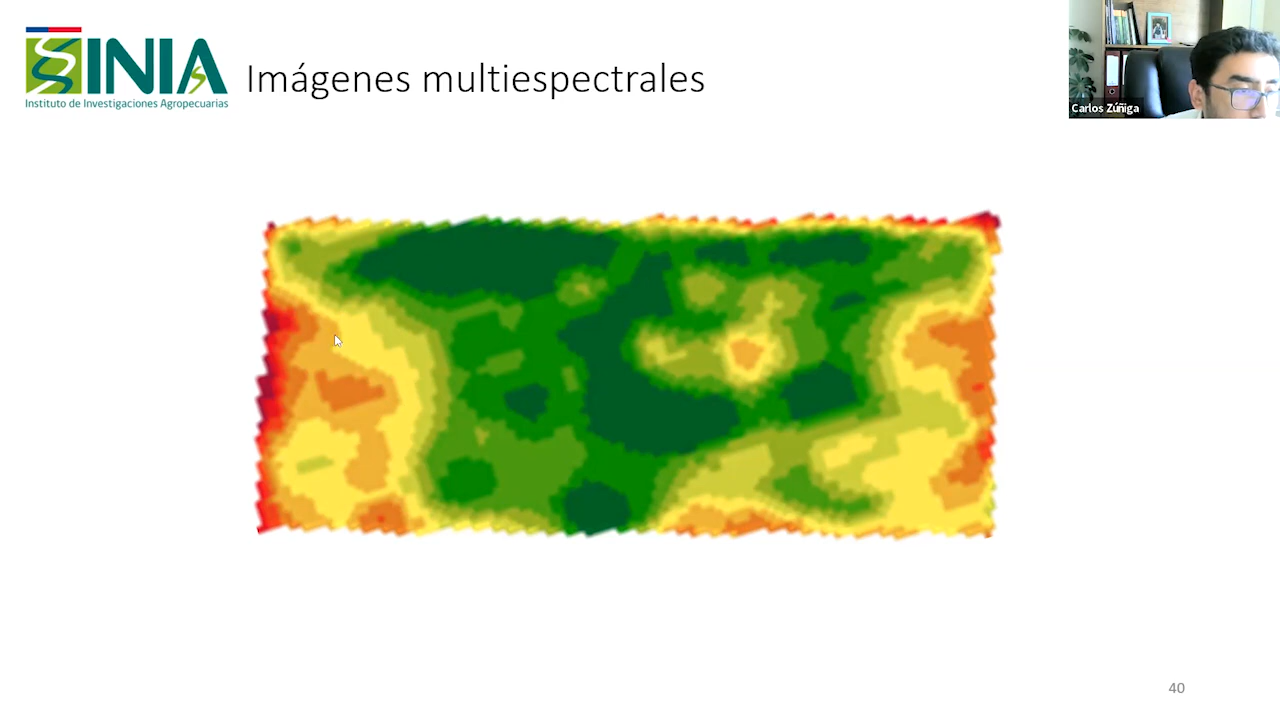 INIA
Instituto de Investigaciones Agropecuarias
Imágenes multiespectrales
Carlos Zúñiga
40